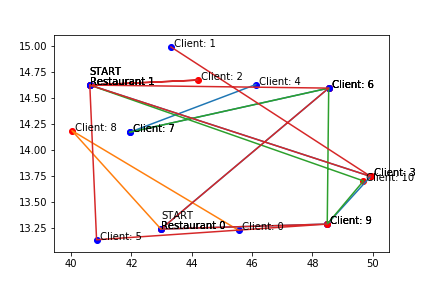 15.00
14.75
14.50
14.25
14.00
13.75
13.50
13.25
Client: 1
START
Restaurant 1
Client: 2
Client: 4
Client: 6
Client: 8
Client: 7
Client: 3
Client: 10
START
Restaurant 0
Client: 0
Client: 9
Client: 5
40
42
44
46
48
50